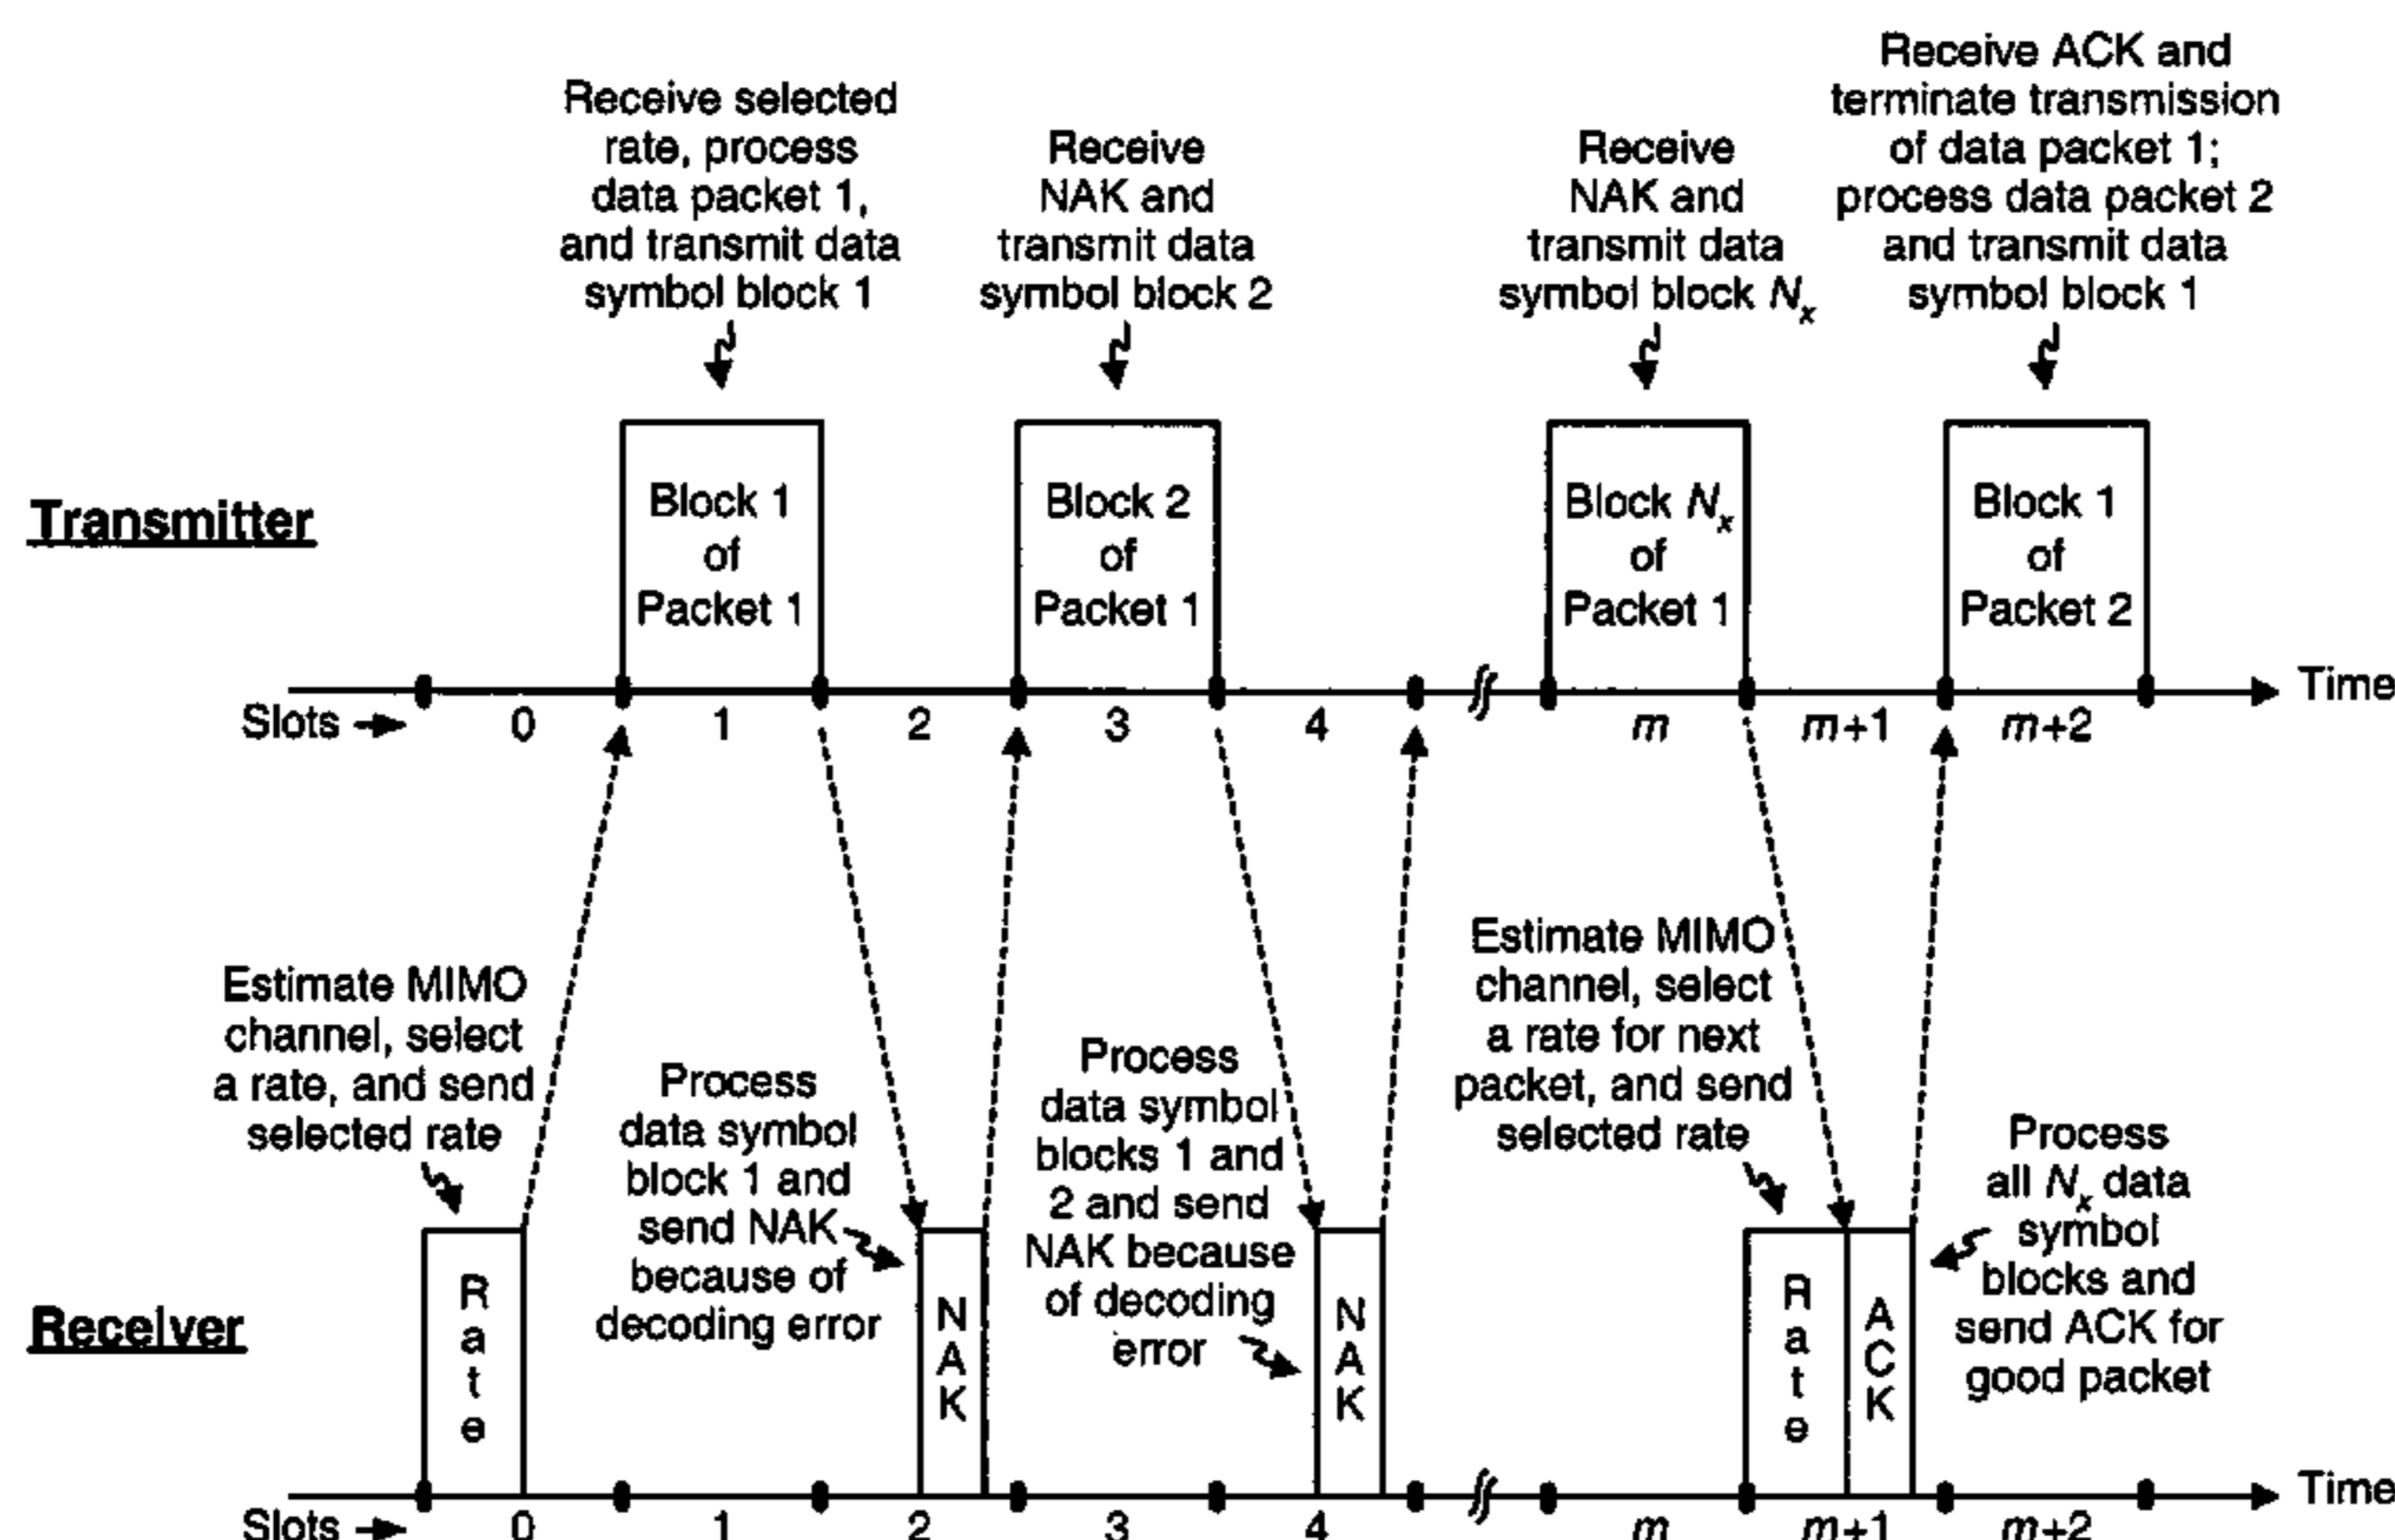 Receive selected
rate, process
data packet 1,
and transmit data
symbol block 1
Receive
NAK and
transmit data
symbol block 2
Receive
NAK and
transmit data
symbol block Nx
Receive ACK and
terminate transmission
of data packet 1;
process data packet 2
and transmit data
symbol block 1
Transmitter
Block 1
of
Packet 1
Block 2
of
Packet 1
Block Nx
of
Packet 1
Block 1
of
Packet 2
Time
Slots
0
1
2
3
4
m
m+1
m+2
Estimate MIMO
channel, select
a rate, and send
selected rate
Process
data symbol
block 1 and
send NAK
because of
decoding error
Process
data symbol
blocks 1 and
2 and send
NAK because
of decoding
error
Estimate MIMO
channel, select
a rate for next
packet, and send
selected rate
Process
all Nx data
symbol
blocks and
send ACK for
good packet
Receiver
Rate
NAK
NAK
Rate
ACK
Time
Slots
0
1
2
3
4
m
m+1
m+2